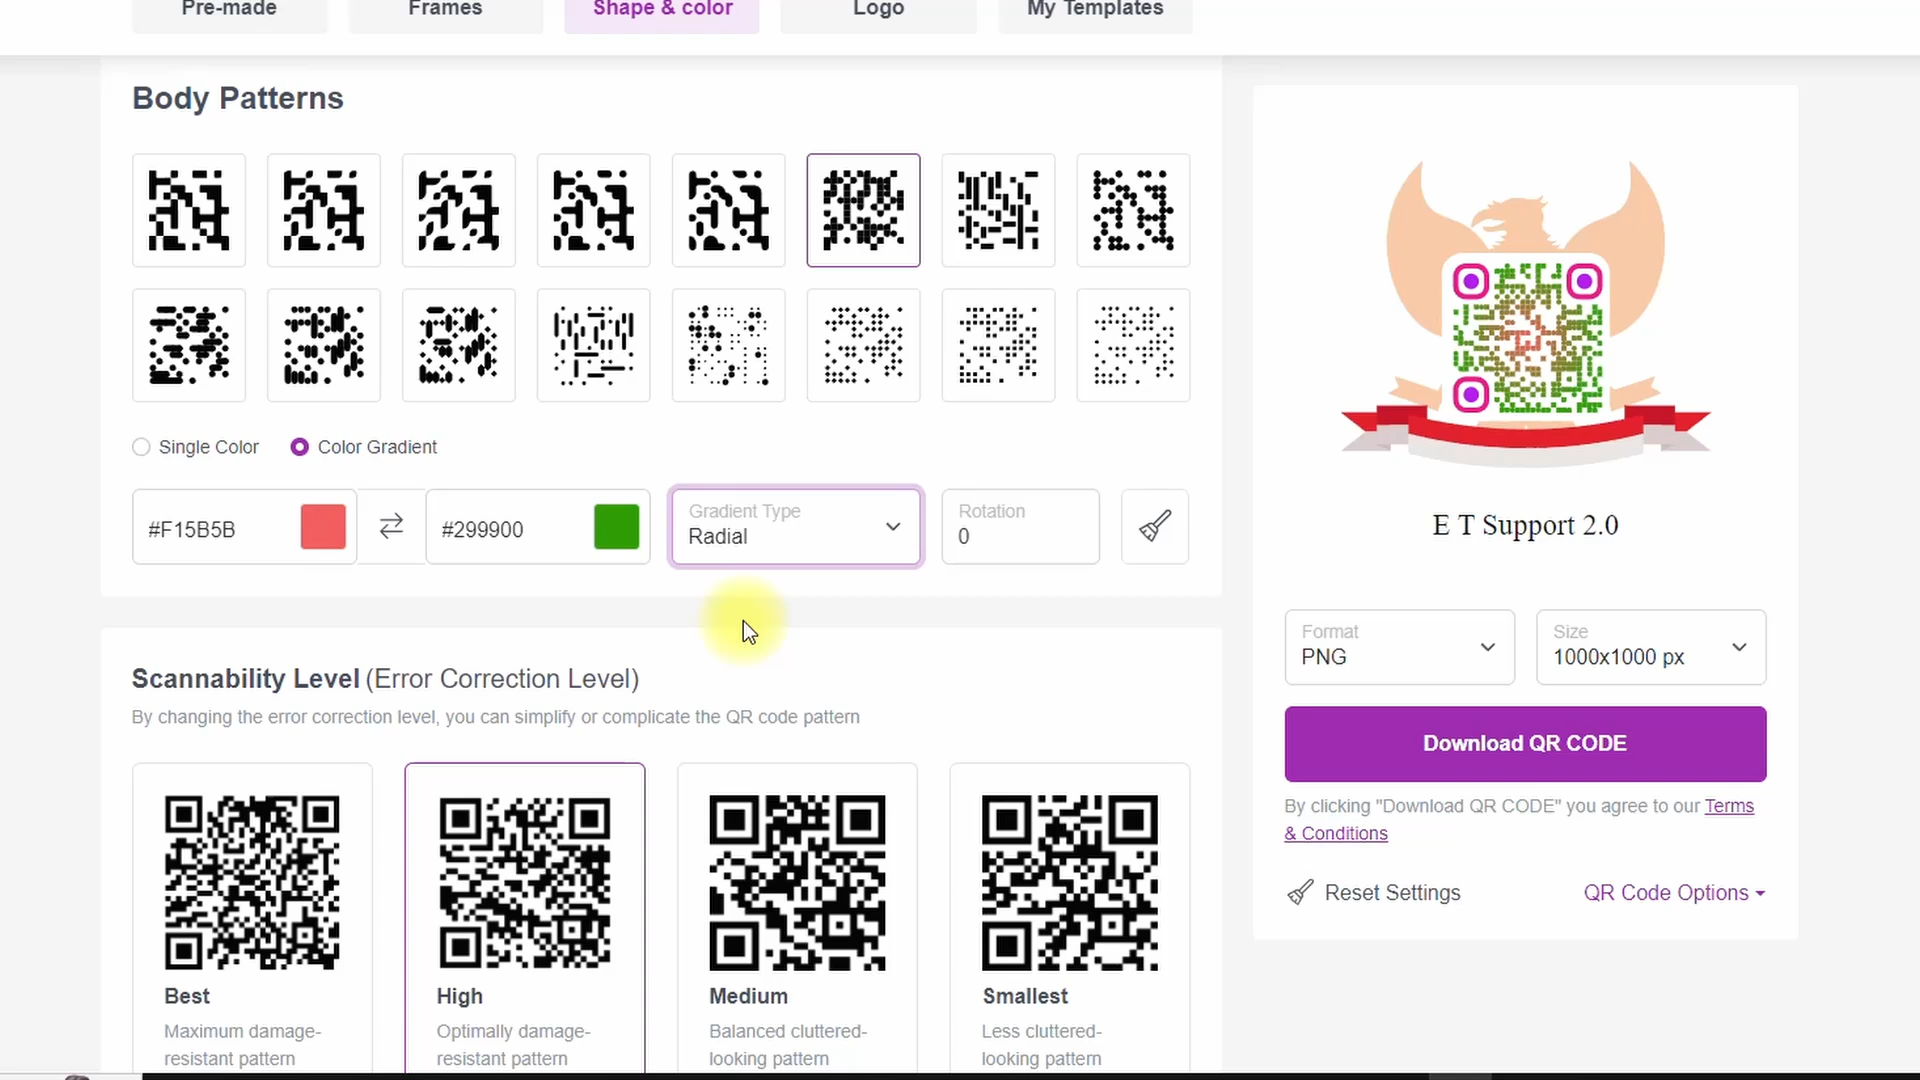 Pre-made
Frames
Shape & color
Logo
My Templates
Body Patterns
Single Color
Color Gradient
#F15B5B
#299900
Gradient Type
Radial
Rotation
0
Scannability Level (Error Correction Level)
By changing the error correction level, you can simplify or complicate the QR code pattern
Best
Maximum damage-
resistant pattern
High
Optimally damage-
resistant pattern
Medium
Balanced cluttered-
looking pattern
Smallest
Less cluttered-
looking pattern
E T Support 2.0
Format
PNG
Size
1000x1000 px
Download QR CODE
By clicking "Download QR CODE" you agree to our Terms
& Conditions
Reset Settings
QR Code Options